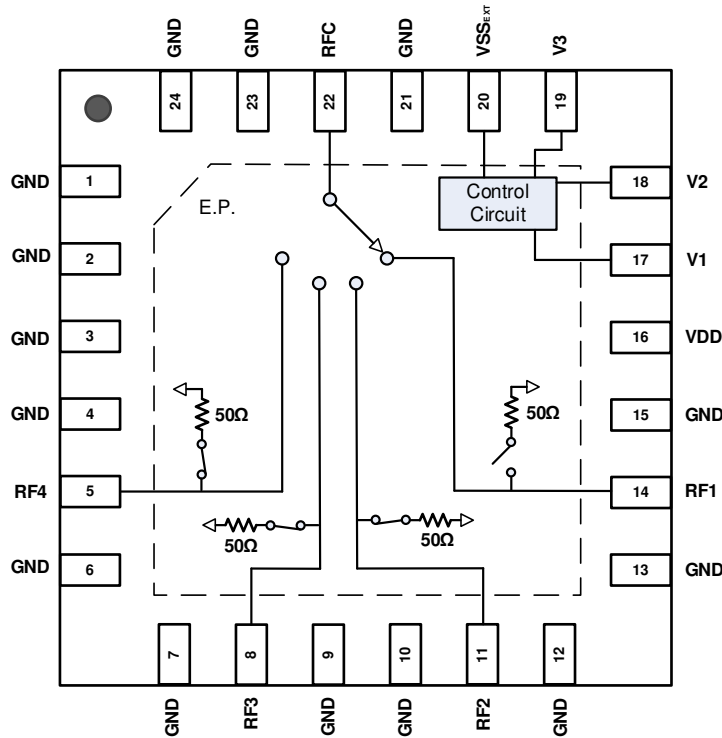 GND
GND
RFC
GND
VSSEXT
V3
24
23
22
21
20
19
GND
1
18
V2
E.P.
Control
Circuit
GND
2
17
V1
GND
3
16
VDD
50Ω
50Ω
GND
4
15
GND
RF4
5
14
RF1
50Ω
50Ω
GND
6
13
GND
7
8
9
10
11
12
GND
RF3
GND
GND
RF2
GND